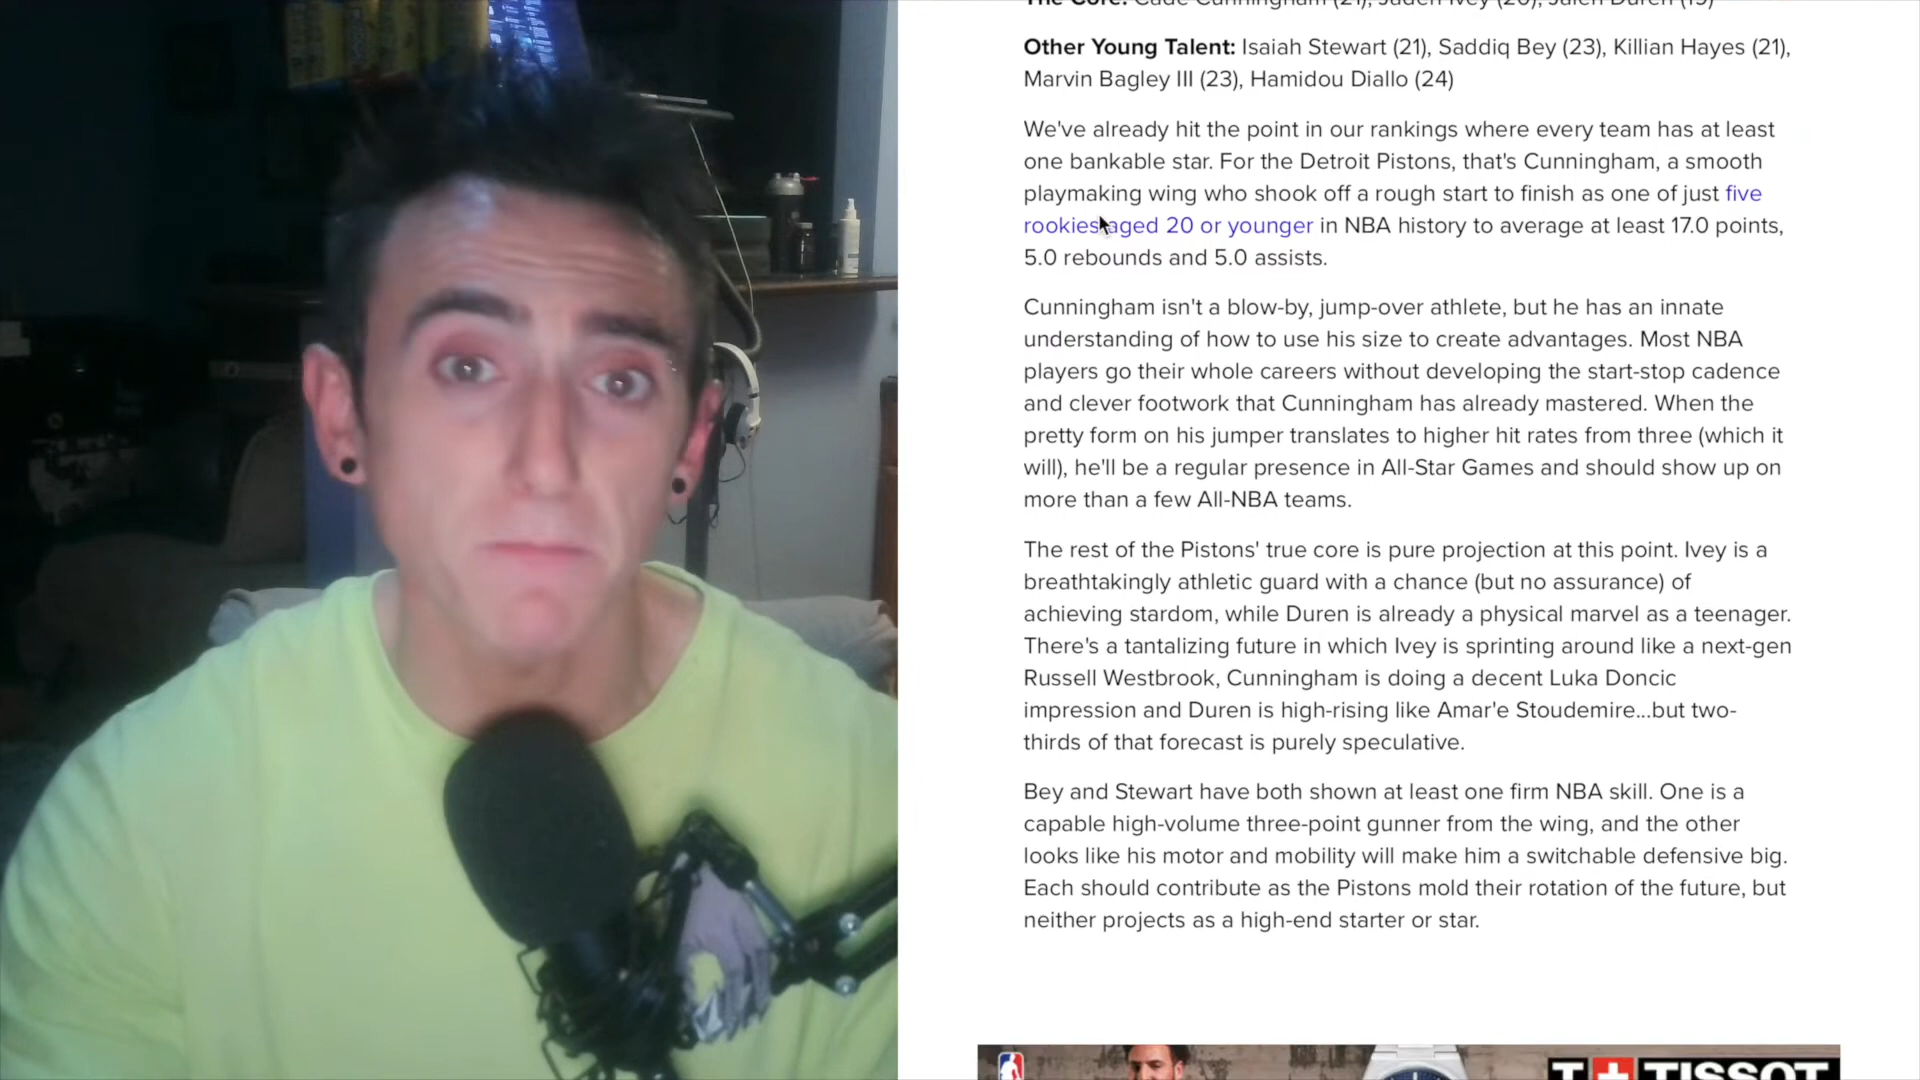 The Core: Cade Cunningham (21), Jaden Ivey (20), Jalen Duren (19)
Other Young Talent: Isaiah Stewart (21), Saddiq Bey (23), Killian Hayes (21),
Marvin Bagley III (23), Hamidou Diallo (24)
We've already hit the point in our rankings where every team has at least
one bankable star. For the Detroit Pistons, that's Cunningham, a smooth
playmaking wing who shook off a rough start to finish as one of just five
rookies aged 20 or younger in NBA history to average at least 17.0 points,
5.0 rebounds and 5.0 assists.
Cunningham isn't a blow-by, jump-over athlete, but he has an innate
understanding of how to use his size to create advantages. Most NBA
players go their whole careers without developing the start-stop cadence
and clever footwork that Cunningham has already mastered. When the
pretty form on his jumper translates to higher hit rates from three (which it
will), he'll be a regular presence in All-Star Games and should show up on
more than a few All-NBA teams.
The rest of the Pistons' true core is pure projection at this point. Ivey is a
breathtakingly athletic guard with a chance (but no assurance) of
achieving stardom, while Duren is already a physical marvel as a teenager.
There's a tantalizing future in which Ivey is sprinting around like a next-gen
Russell Westbrook, Cunningham is doing a decent Luka Doncic
impression and Duren is high-rising like Amar'e Stoudemire...but two-
thirds of that forecast is purely speculative.
Bey and Stewart have both shown at least one firm NBA skill. One is a
capable high-volume three-point gunner from the wing, and the other
looks like his motor and mobility will make him a switchable defensive big.
Each should contribute as the Pistons mold their rotation of the future, but
neither projects as a high-end starter or star.
TISSOT